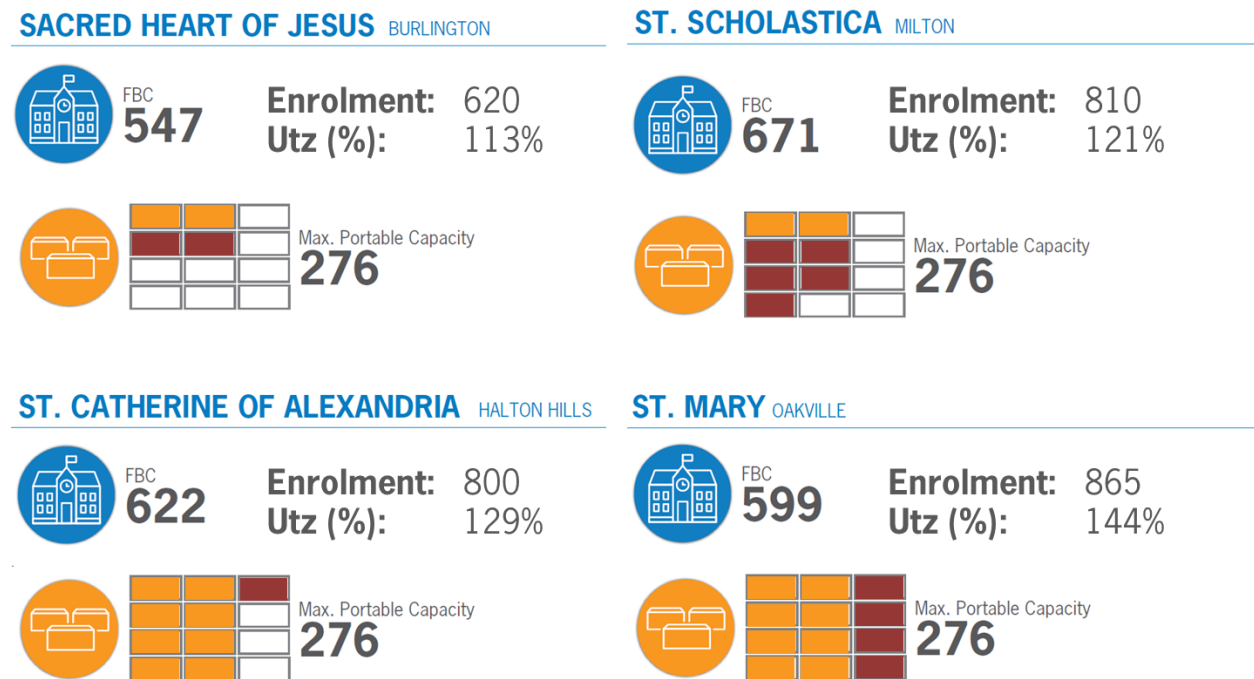 SACRED HEART OF JESUS BURLINGTON
FBC
547
Enrolment: 620
Utz (%): 113%
Max. Portable Capacity
276
ST. SCHOLASTICA MILTON
FBC
671
Enrolment: 810
Utz (%): 121%
Max. Portable Capacity
276
ST. CATHERINE OF ALEXANDRIA HALTON HILLS
FBC
622
Enrolment: 800
Utz (%): 129%
Max. Portable Capacity
276
ST. MARY OAKVILLE
FBC
599
Enrolment: 865
Utz (%): 144%
Max. Portable Capacity
276